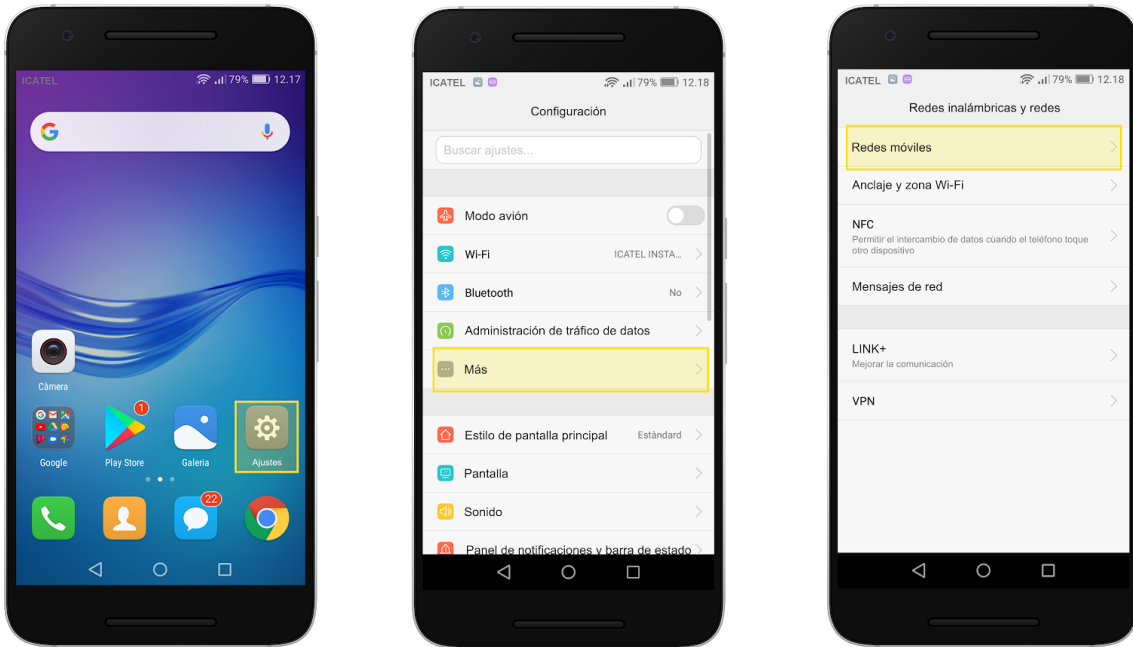 ICATEL 79% 12.17
Càmera
1
Google Play Store Galeria Ajustes
22
ICATEL 79% 12.18
Configuración
Buscar ajustes...
Modo avión
Wi-Fi ICATEL INSTA...
Bluetooth No
Administración de tráfico de datos
Más
Estilo de pantalla principal Estàndard
Pantalla
Sonido
Panel de notificaciones y barra de estado
ICATEL 79% 12.18
Redes inalámbricas y redes
Redes móviles
Anclaje y zona Wi-Fi
NFC
Permitir el intercambio de datos cuando el teléfono toque
otro dispositivo
Mensajes de red
LINK+
Mejorar la comunicación
VPN